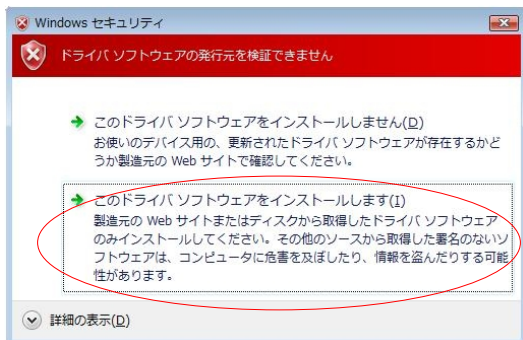 Windows セキュリティ
ドライバ ソフトウェアの発行元を検証できません
このドライバ ソフトウェアをインストールしません(D)
お使いのデバイス用の、更新されたドライバ ソフトウェアが存在するかど
うか製造元の Web サイトで確認してください。
このドライバ ソフトウェアをインストールします(I)
製造元の Web サイトまたはディスクから取得したドライバ ソフトウェア
のみインストールしてください。その他のソースから取得した署名のないソ
フトウェアは、コンピュータに危害を及ぼしたり、情報を盗んだりする可能
性があります。
詳細の表示(D)